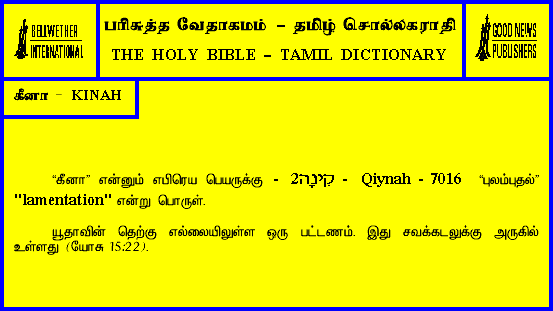 BELLWETHER
INTERNATIONAL
பரிசுத்த வேதாகமம் – தமிழ் சொல்லகராதி
THE HOLY BIBLE – TAMIL DICTIONARY
GOOD NEWS
PUBLISHERS
கீனா - KINAH
“கீனா” என்னும் எபிரெய பெயருக்கு - 2קִינָה - Qiynah - 7016 “புலம்புதல்”
"lamentation" என்று பொருள்.
யூதாவின் தெற்கு எல்லையிலுள்ள ஒரு பட்டணம். இது சவக்கடலுக்கு அருகில்
உள்ளது (யோசு 15:22).